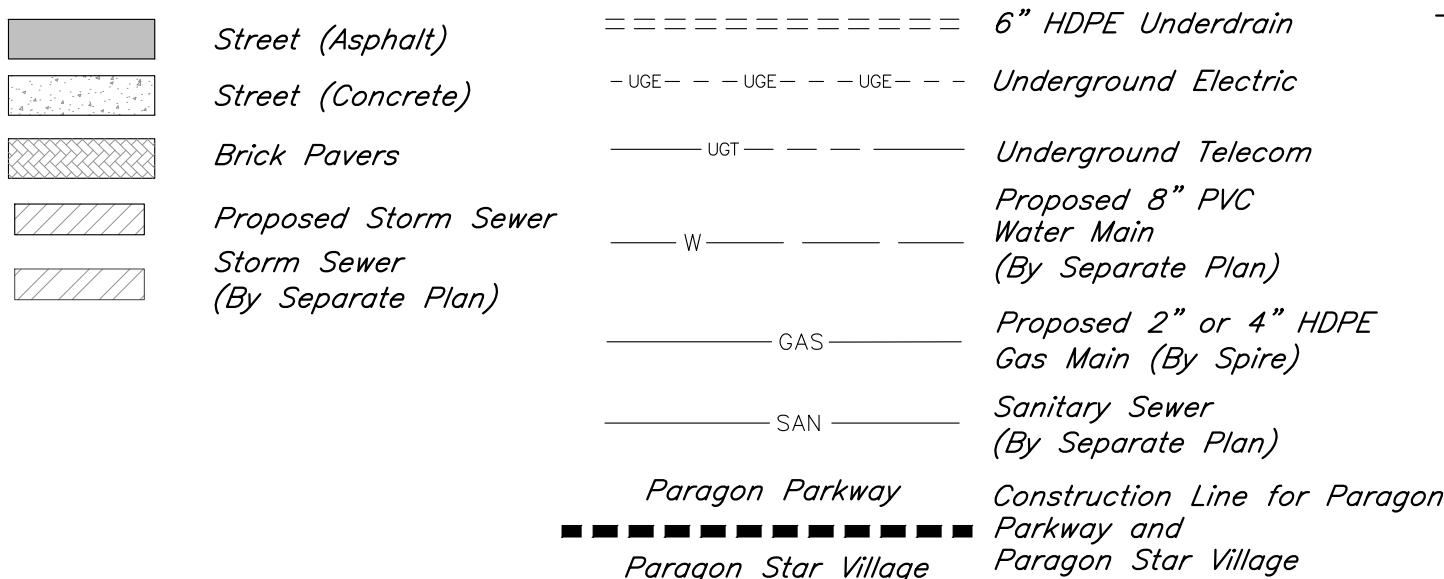 Street (Asphalt)
Street (Concrete)
Brick Pavers
Proposed Storm Sewer
Storm Sewer
(By Separate Plan)
6” HDPE Underdrain
UGE UGE UGE
Underground Electric
UGT
Underground Telecom
W
Proposed 8” PVC
Water Main
(By Separate Plan)
GAS
Proposed 2” or 4” HDPE
Gas Main (By Spire)
SAN
Sanitary Sewer
(By Separate Plan)
Paragon Parkway
Paragon Star Village
Construction Line for Paragon
Parkway and
Paragon Star Village